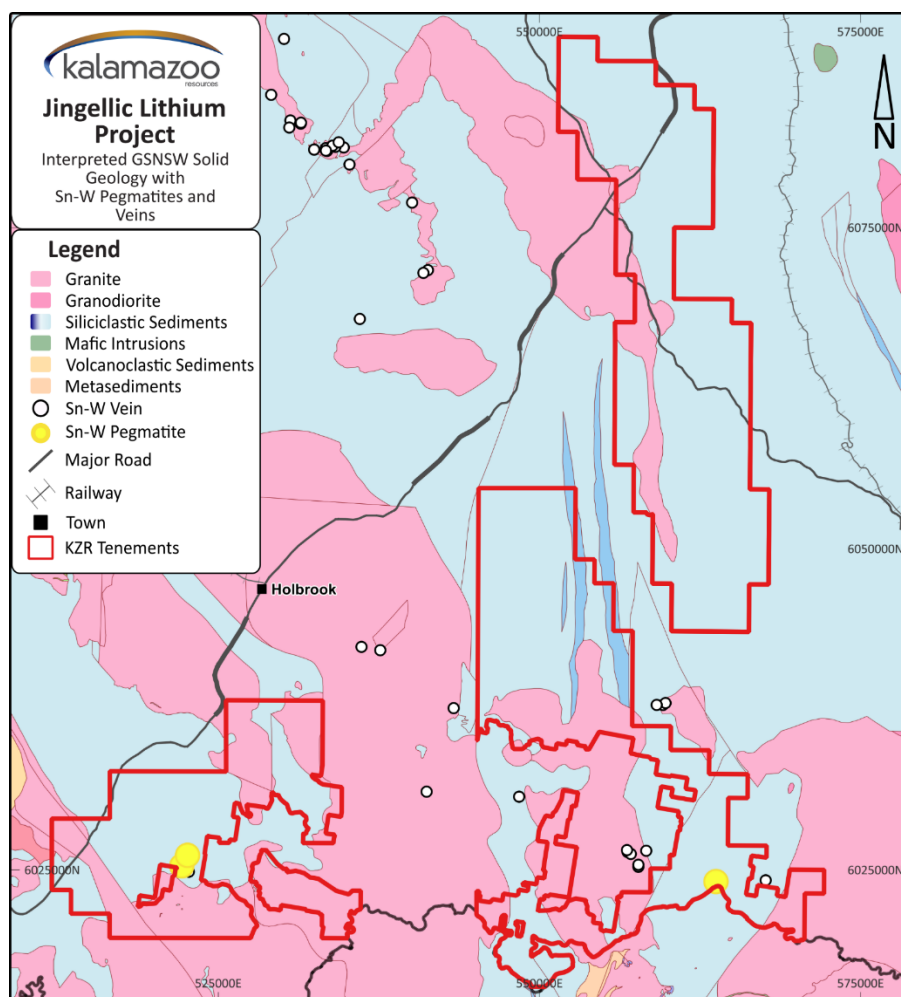 kalamazoo
resources
Jingellic Lithium
Project
Interpreted GSNSW Solid
Geology with
Sn-W Pegmatites and
Veins
Legend
Granite
Granodiorite
Siliciclastic Sediments
Mafic Intrusions
Volcanoclastic Sediments
Metasediments
Sn-W Vein
Sn-W Pegmatite
Major Road
Railway
Town
KZR Tenements
550000E
575000E
N
6075000N
6050000N
Holbrook
6025000N
6025000N
525000E
550000E
575000E